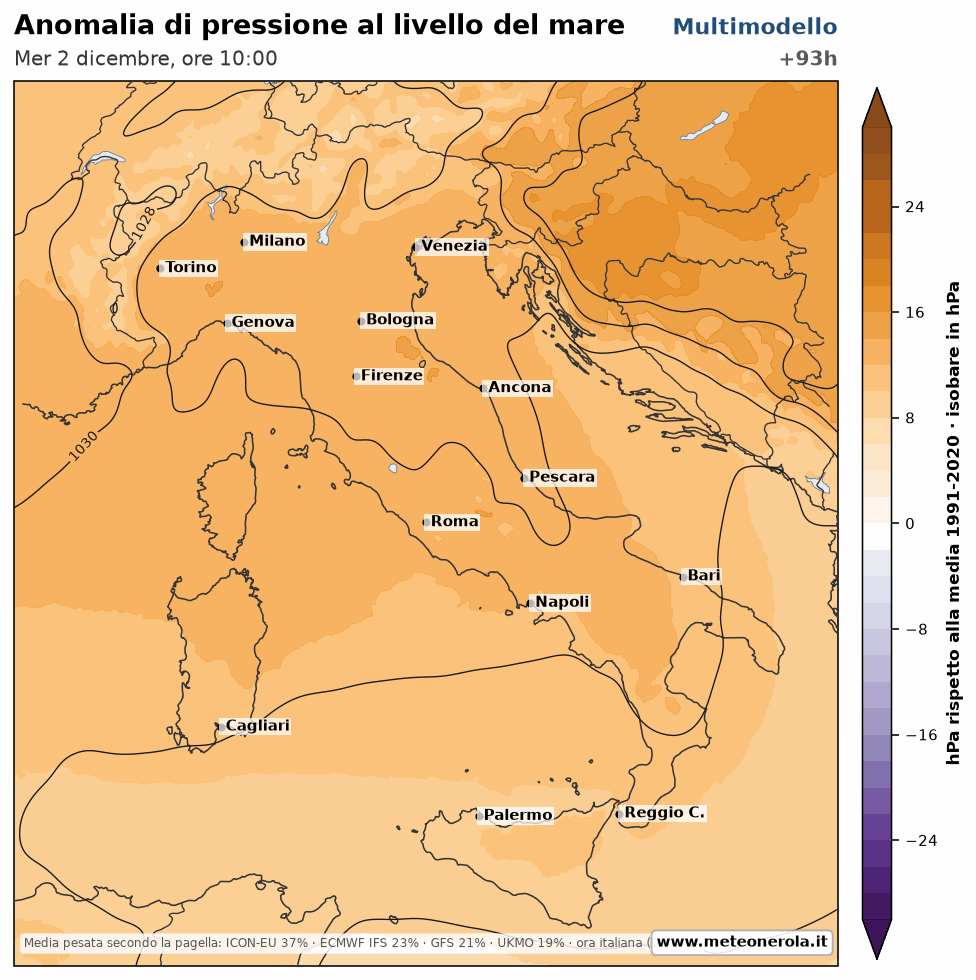 Anomalia di pressione al livello del mare
Multimodello
Mer 2 dicembre, ore 10:00
+93h
1028
Milano
Venezia
Torino
Genova
Bologna
Firenze
Ancona
1030
Pescara
Roma
Bari
Napoli
Cagliari
Palermo
Reggio C.
24
16
8
0
−8
−16
−24
hPa rispetto alla media 1991-2020 · isobare in hPa
Media pesata secondo la pagella: ICON-EU 37% · ECMWF IFS 23% · GFS 21% · UKMO 19% · ora italiana (
www.meteonerola.it